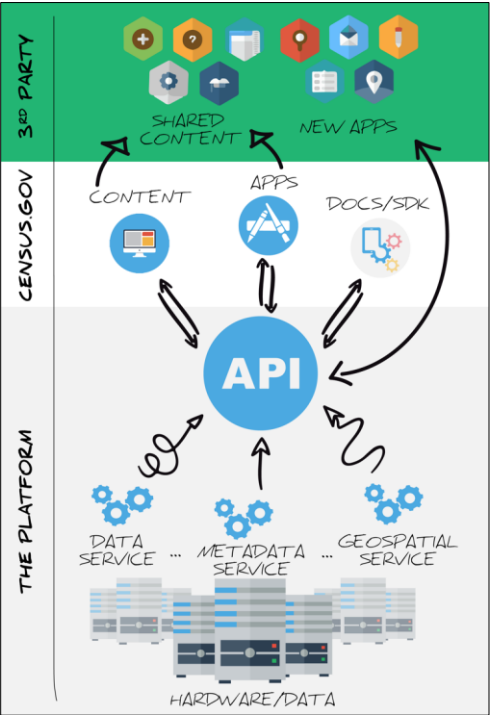 3RD PARTY
SHARED
CONTENT
NEW APPS
CENSUS.GOV
CONTENT
APPS
DOCS/SDK
THE PLATFORM
API
DATA
SERVICE
...
METADATA
SERVICE
...
GEOSPATIAL
SERVICE
HARDWARE/DATA